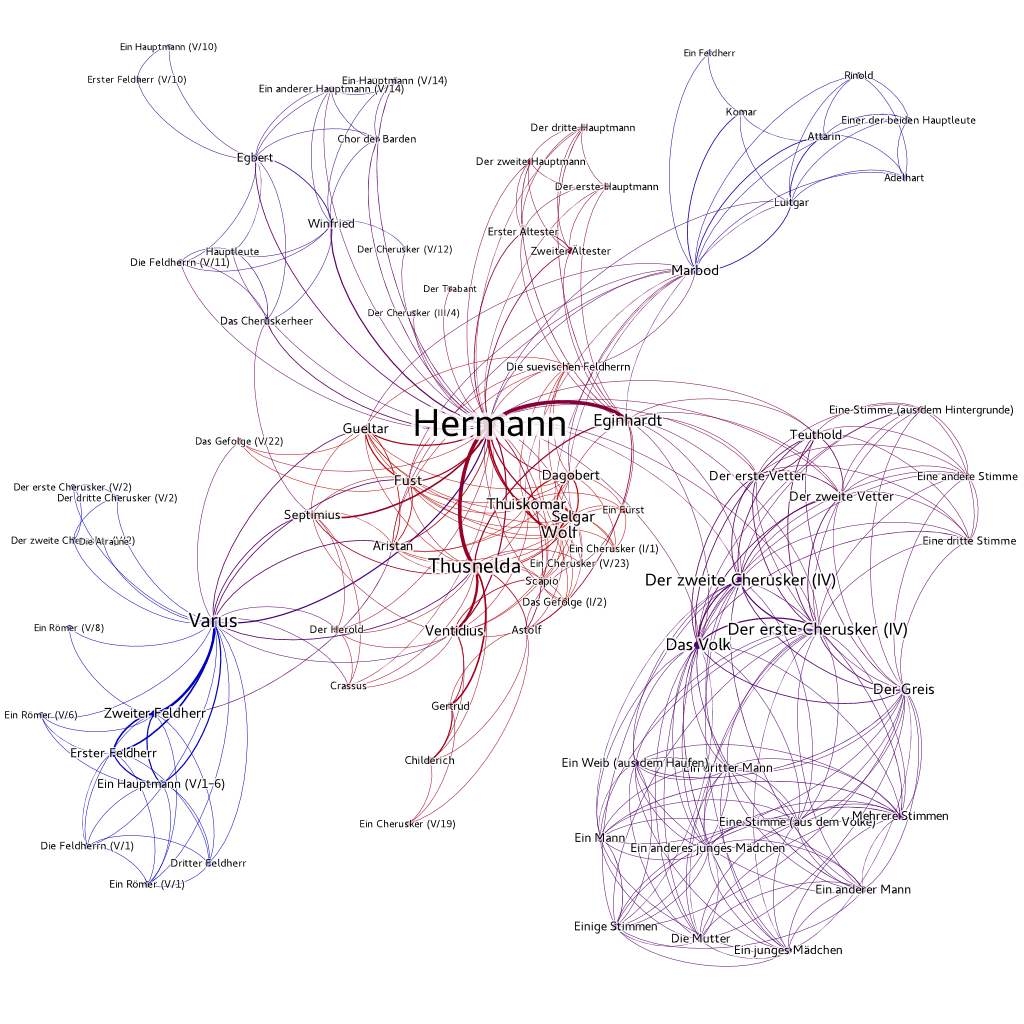 Ein Hauptmann (V/10)
Ein Feldherr
Erster Feldherr (V/10)
Ein Hauptmann (V/14)
Ein anderer Hauptmann (V/14)
Rinold
Komar
Einer der beiden Hauptleute
Der dritte Hauptmann
Attarin
Chor der Barden
Egbert
Der zweite Hauptmann
Adelhart
Der erste Hauptmann
Luitgar
Winfried
Erster Ältester
Der Cherusker (V/12)
Zweiter Ältester
Hauptleute
Die Feldherrn (V/11)
Marbod
Der Trabant
Der Cherusker (III/4)
Das Cheruskerheer
Die suevischen Feldherrn
Eine Stimme (aus dem Hintergrunde)
Hermann
Eginhardt
Gueltar
Teuthold
Das Gefolge (V/22)
Dagobert
Der erste Vetter
Eine andere Stimme
Fust
Der erste Cherusker (V/2)
Der dritte Cherusker (V/2)
Der zweite Vetter
Thuiskomar
Ein Fürst
Septimius
Selgar
Wolf
Der zweite Cherusker (V/2)
Die Alraune
Eine dritte Stimme
Aristan
Ein Cherusker (I/1)
Ein Cherusker (V/23)
Thusnelda
Scapio
Der zweite Cherusker (IV)
Das Gefolge (I/2)
Varus
Ein Römer (V/8)
Der Herold
Ventidius
Astolf
Der erste Cherusker (IV)
Das Volk
Crassus
Der Greis
Gertrud
Ein Römer (V/6)
Zweiter Feldherr
Erster Feldherr
Childerich
Ein Weib (aus dem Haufen)
Ein dritter Mann
Ein Hauptmann (V/1-6)
Mehrere Stimmen
Eine Stimme (aus dem Volke)
Ein Cherusker (V/19)
Ein Mann
Die Feldherrn (V/1)
Ein anderes junges Mädchen
Dritter Feldherr
Ein Römer (V/1)
Ein anderer Mann
Einige Stimmen
Die Mutter
Ein junges Mädchen